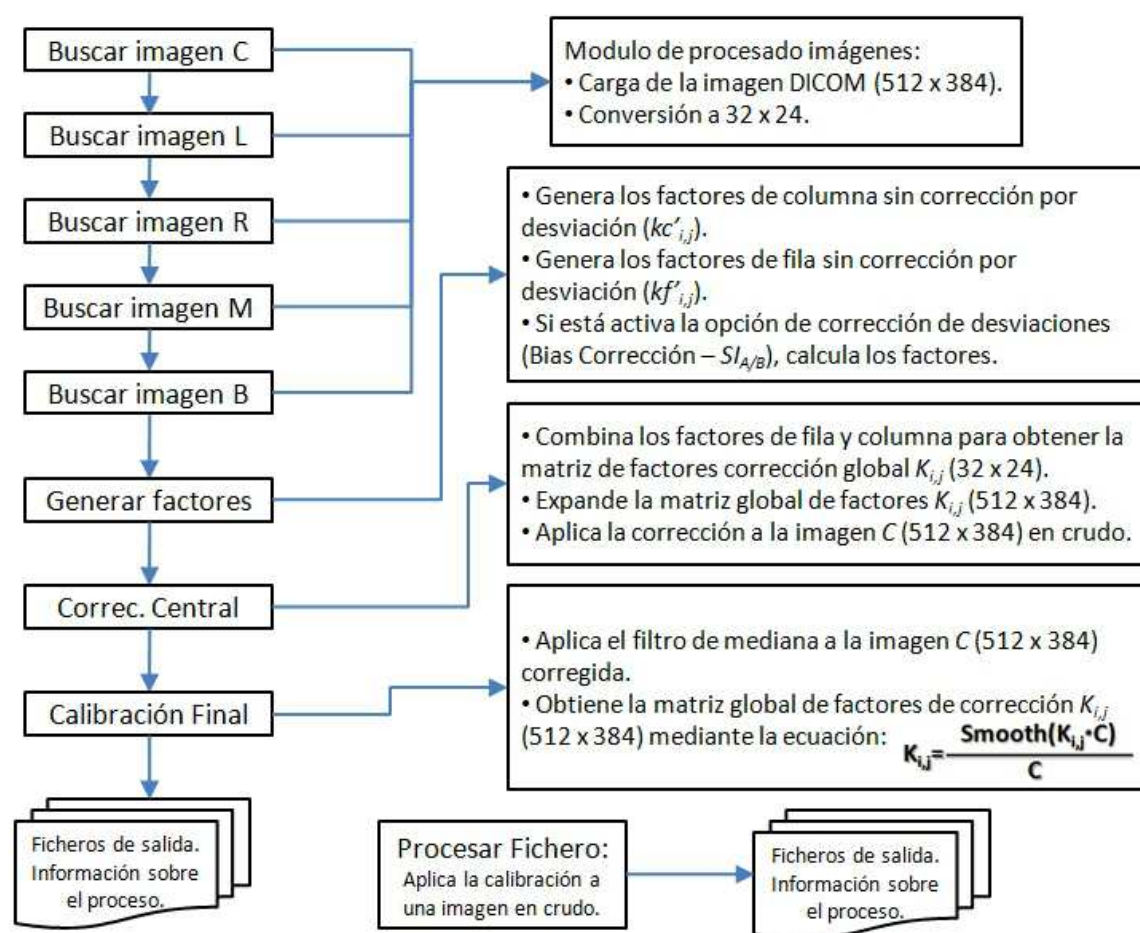 Buscar imagen C
Buscar imagen L
Buscar imagen R
Buscar imagen M
Buscar imagen B
Generar factores
Correc. Central
Calibración Final
Ficheros de salida.
Información sobre
el proceso.
Modulo de procesado imágenes:
• Carga de la imagen DICOM (512 x 384).
• Conversión a 32 x 24.
• Genera los factores de columna sin corrección por
desviación (kc’i,j).
• Genera los factores de fila sin corrección por
desviación (kf’i,j).
• Si está activa la opción de corrección de desviaciones
(Bias Corrección – SIA/B), calcula los factores.
• Combina los factores de fila y columna para obtener la
matriz de factores corrección global Ki,j (32 x 24).
• Expande la matriz global de factores Ki,j (512 x 384).
• Aplica la corrección a la imagen C (512 x 384) en crudo.
• Aplica el filtro de mediana a la imagen C (512 x 384)
corregida.
• Obtiene la matriz global de factores de corrección Ki,j
(512 x 384) mediante la ecuación:
Ki,j=Smooth(Ki,j·C)
C
Procesar Fichero:
Aplica la calibración a
una imagen en crudo.
Ficheros de salida.
Información sobre
el proceso.